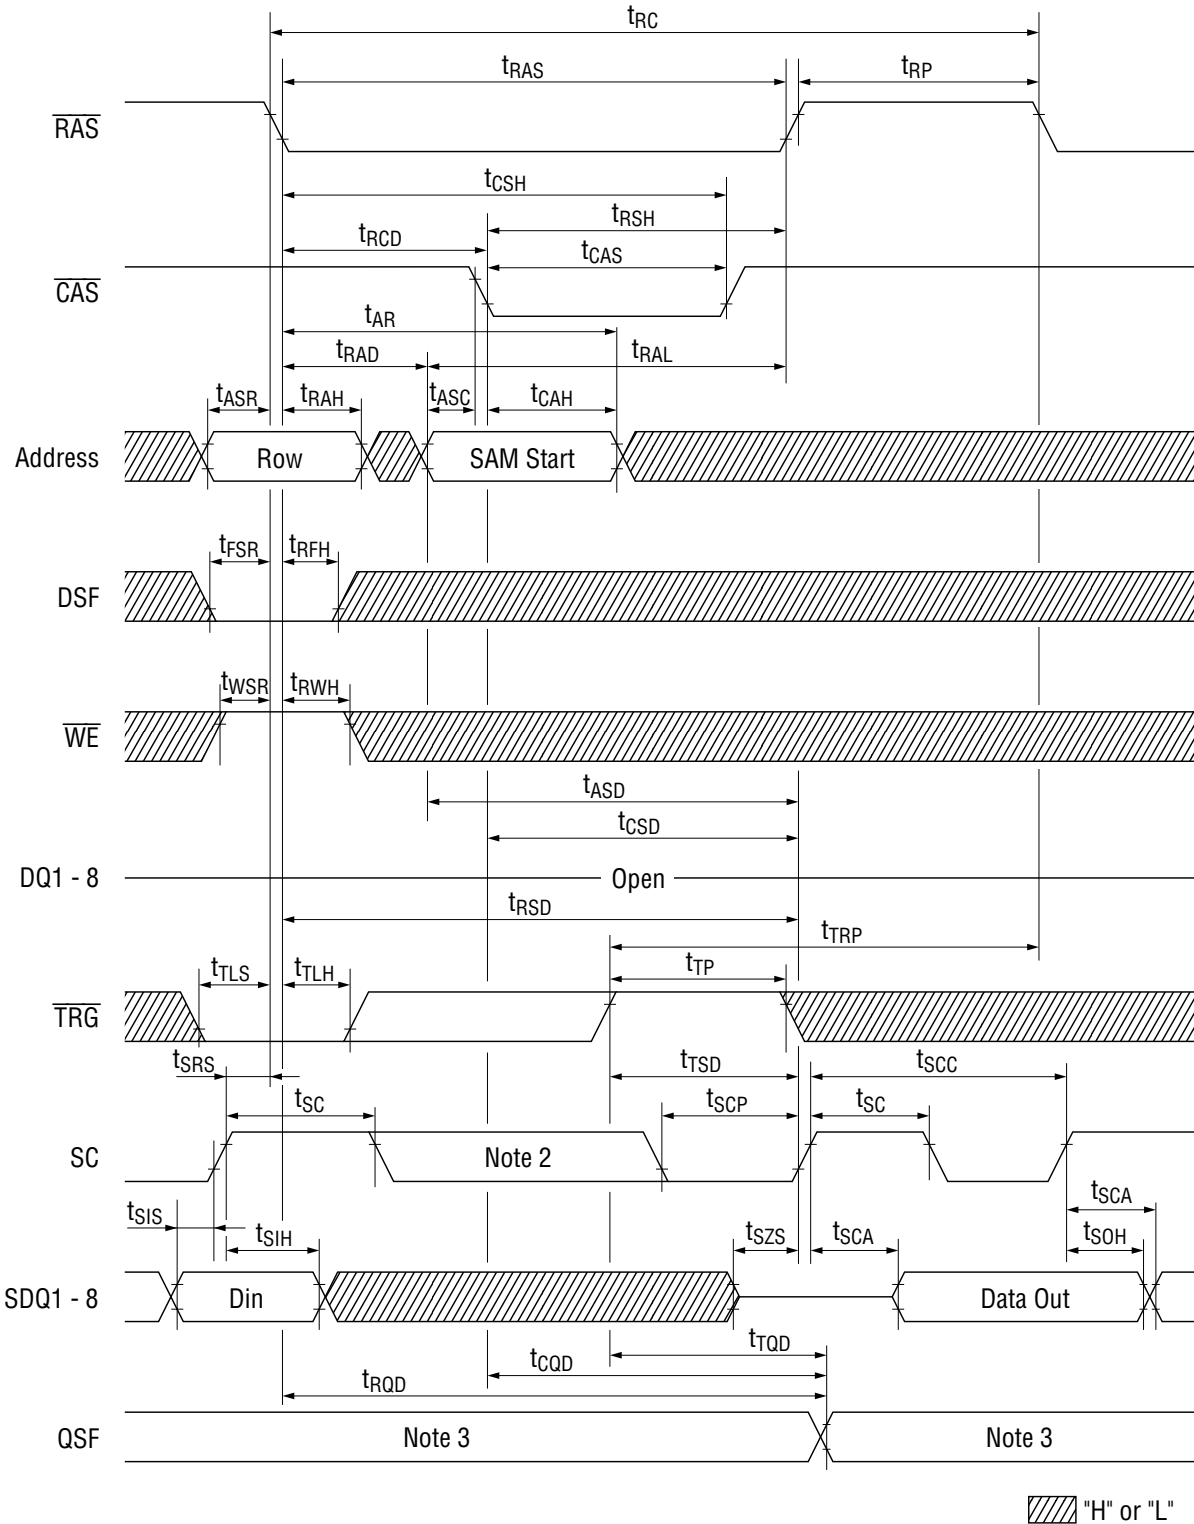 tRC
tRAS tRP
RAS
tCSH
tRSH
tRCD
tCAS
CAS
tAR
tRAD tRAL
tASR tRAH tASC tCAH
Address Row SAM Start
tFSR tRFH
DSF
tWSR tRWH
WE
tASD
tCSD
DQ1 - 8 Open
tRSD
tTRP
tTP
tTLS tTLH
TRG
tSRS tTSD tSCC
tSC tSCP tSC
SC Note 2
tSIS tSCA
tSIH tSZS tSCA tSOH
SDQ1 - 8 Din Data Out
tTQD
tCQD
tRQD
QSF Note 3 Note 3
"H" or "L"